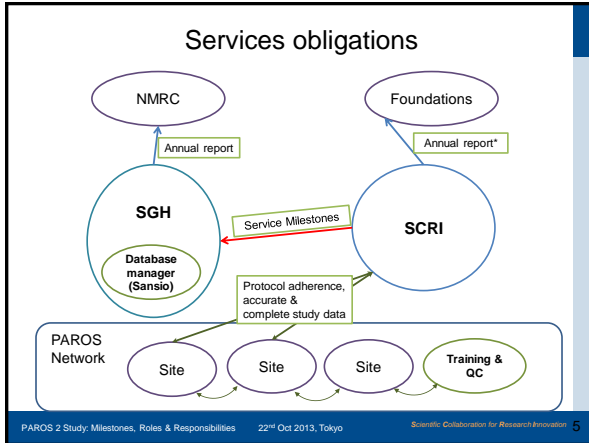 Services obligations
NMRC
Foundations
Annual report
Annual report*
SGH
SCRI
Service Milestones
Database
manager
(Sansio)
Protocol adherence,
accurate &
complete study data
PAROS
Network
Site
Site
Site
Training &
QC
PAROS 2 Study: Milestones, Roles & Responsibilities 22nd Oct 2013, Tokyo Scientific Collaboration for Research Innovation 5